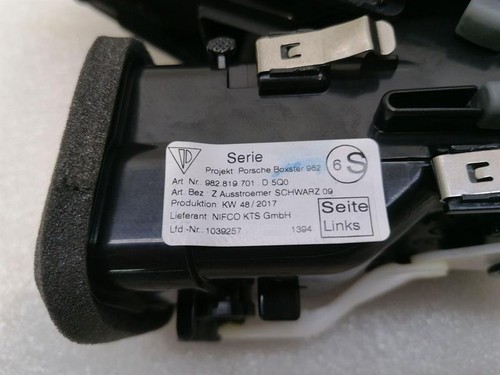 Serie
Projekt Porsche Boxster 982
6 S
Art Nr. 982 819 701 D 5Q0
Art. Bez : Z Ausstroemer SCHWARZ 09
Produktion KW 48 / 2017
Lieferant NIFCO KTS GmbH
Seite
Links
Lfd -Nr.: 1039257 1394